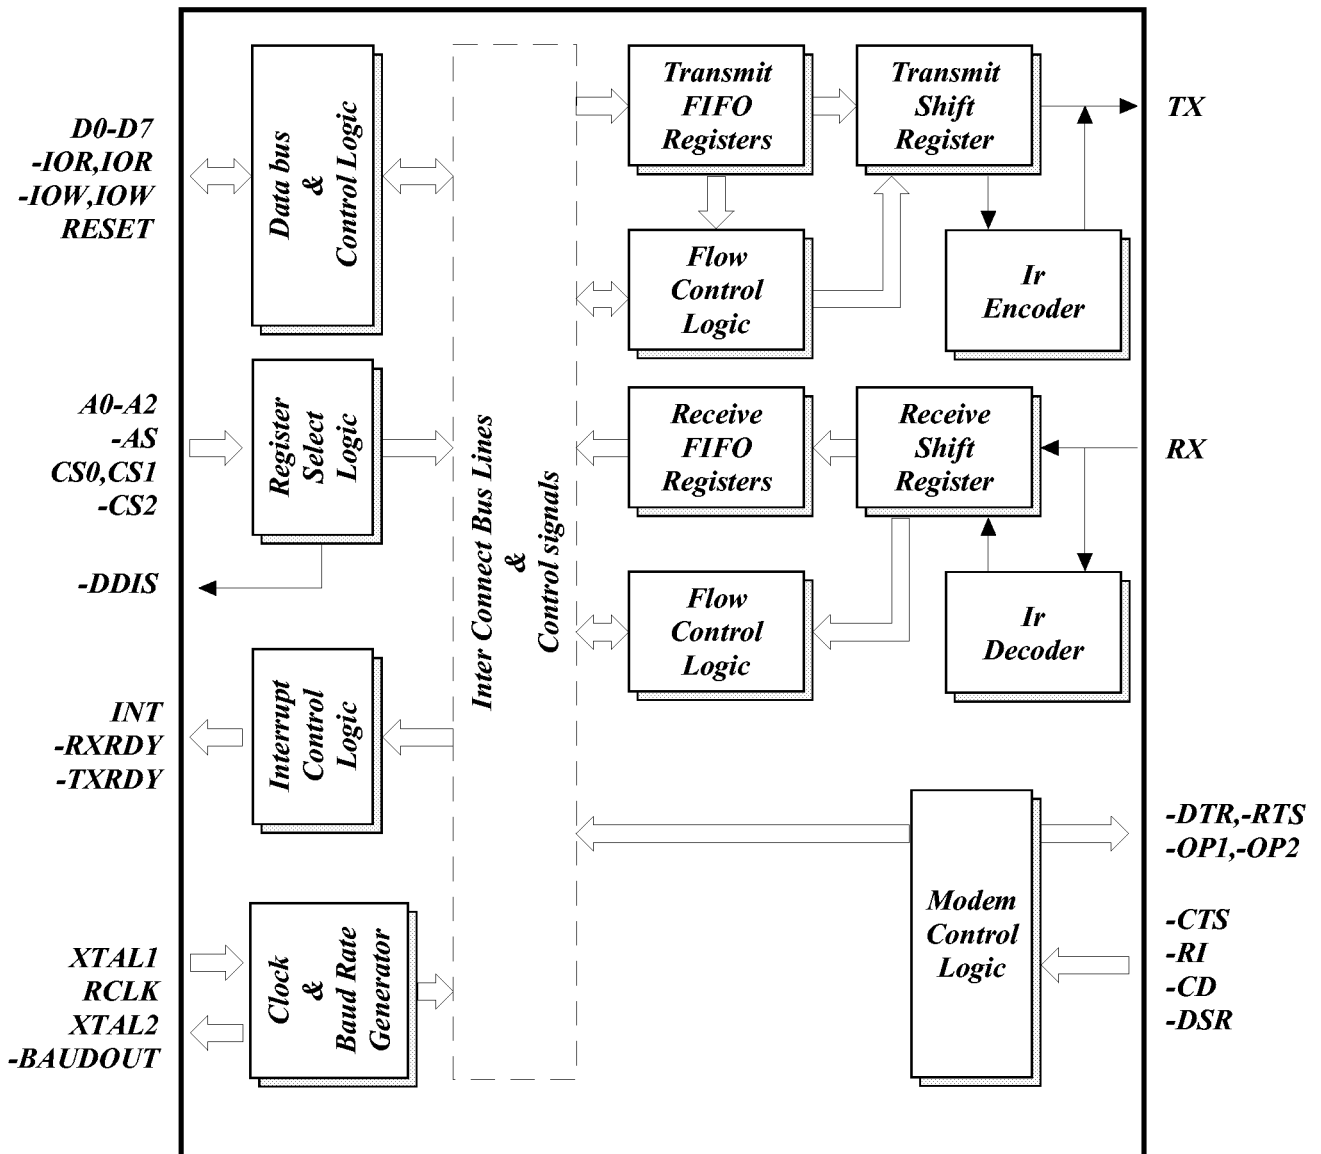 D0-D7
-IOR,IOR
-IOW,IOW
RESET
Data bus
&
Control Logic
A0-A2
-AS
CS0,CS1
-CS2
Register
Select
Logic
-DDIS
INT
-RXRDY
-TXRDY
Interrupt
Control
Logic
XTAL1
RCLK
XTAL2
-BAUDOUT
Clock
&
Baud Rate
Generator
Inter Connect Bus Lines
&
Control signals
Transmit
FIFO
Registers
Transmit
Shift
Register
TX
Flow
Control
Logic
Ir
Encoder
Receive
FIFO
Registers
Receive
Shift
Register
RX
Flow
Control
Logic
Ir
Decoder
Modem
Control
Logic
-DTR,-RTS
-OP1,-OP2
-CTS
-RI
-CD
-DSR